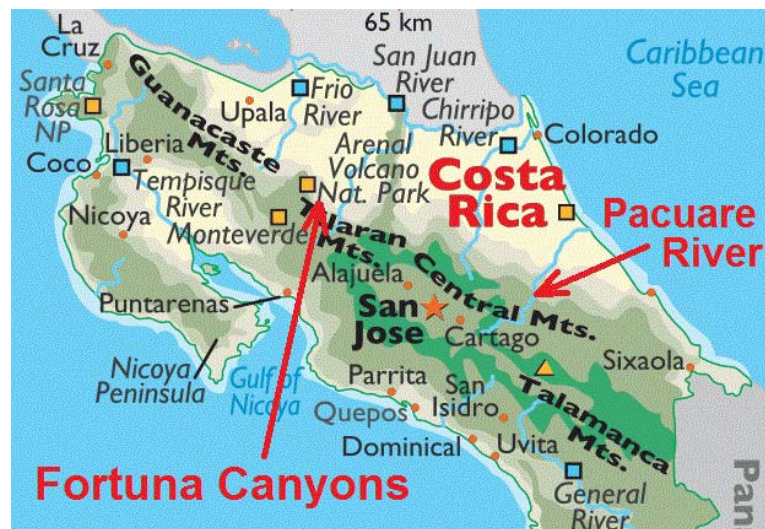 La
Cruz
65 km
San Juan
River
Caribbean
Sea
Santa
Rosa
NP
Guanacaste
Mts.
Frio
River
Chirripo
River
Upala
Colorado
Liberia
Arenal
Volcano
Nat. Park
Coco
Tempisque
River
Costa
Rica
Nicoya
Monteverde
Talaran
Mts.
Pacuare
River
Alajuela
Central Mts.
Puntarenas
San
Jose
Cartago
Sixaola
Nicoya
Peninsula
Gulf of
Nicoya
Parrita
San
Isidro
Talamanca
Mts.
Quepos
Dominical
Uvita
Fortuna Canyons
General
River
Pan